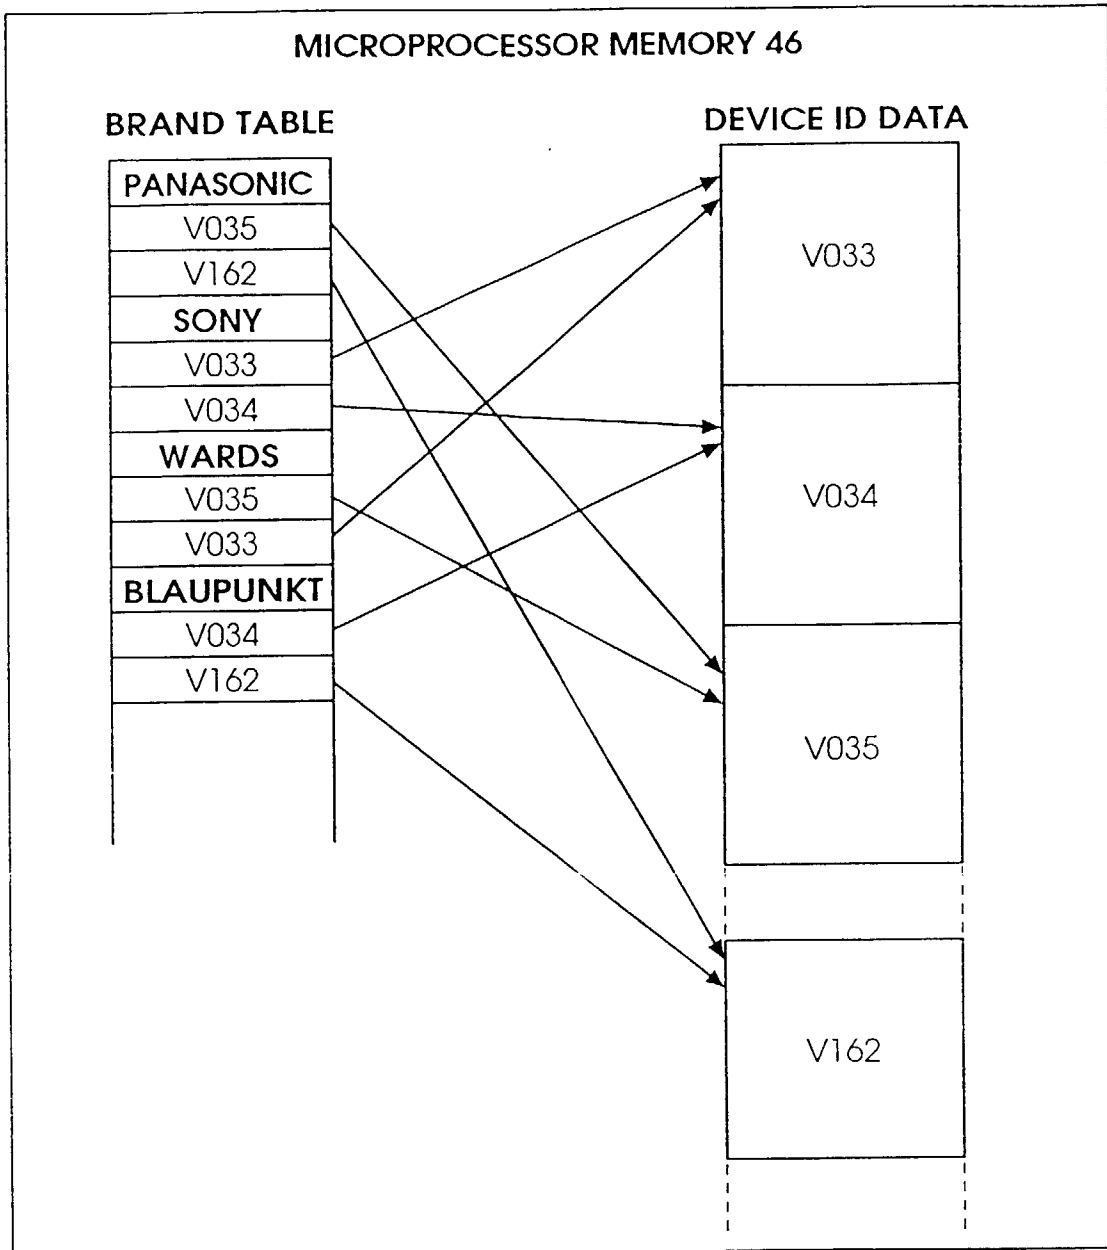 MICROPROCESSOR MEMORY 46
BRAND TABLE
PANASONIC
V035
V162
SONY
V033
V034
WARDS
V035
V033
BLAUPUNKT
V034
V162
DEVICE ID DATA
V033
V034
V035
V162